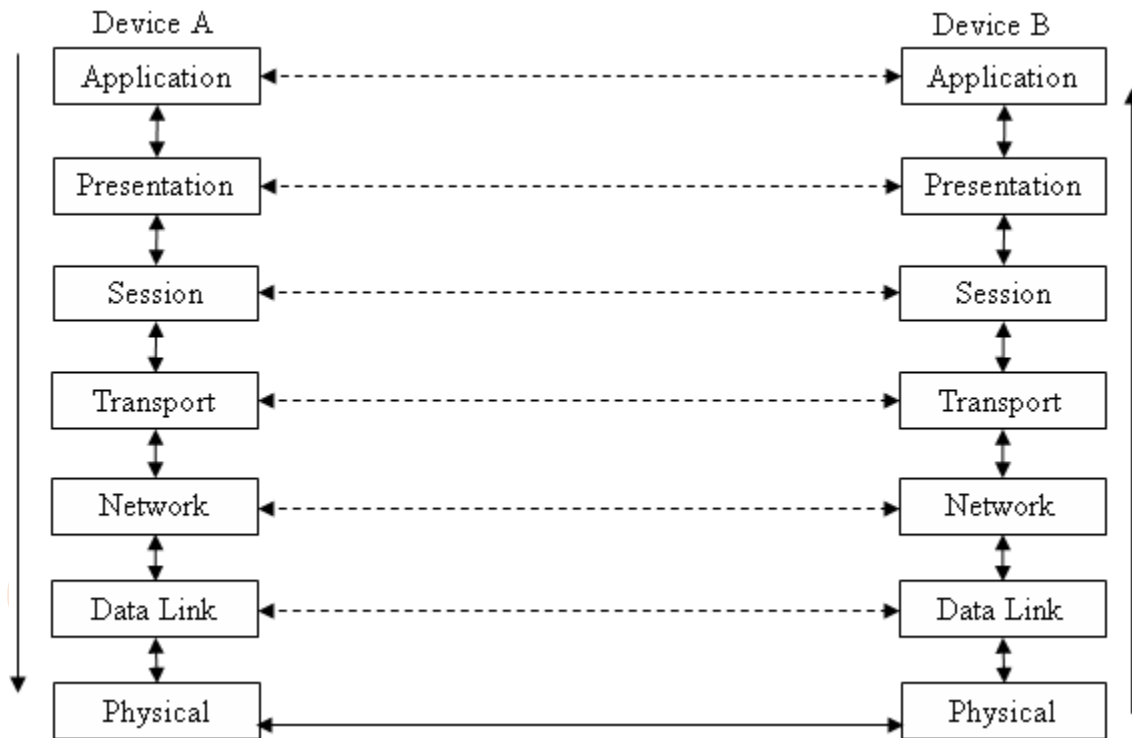 Device A
Device B
Application
Application
Presentation
Presentation
Session
Session
Transport
Transport
Network
Network
Data Link
Data Link
Physical
Physical